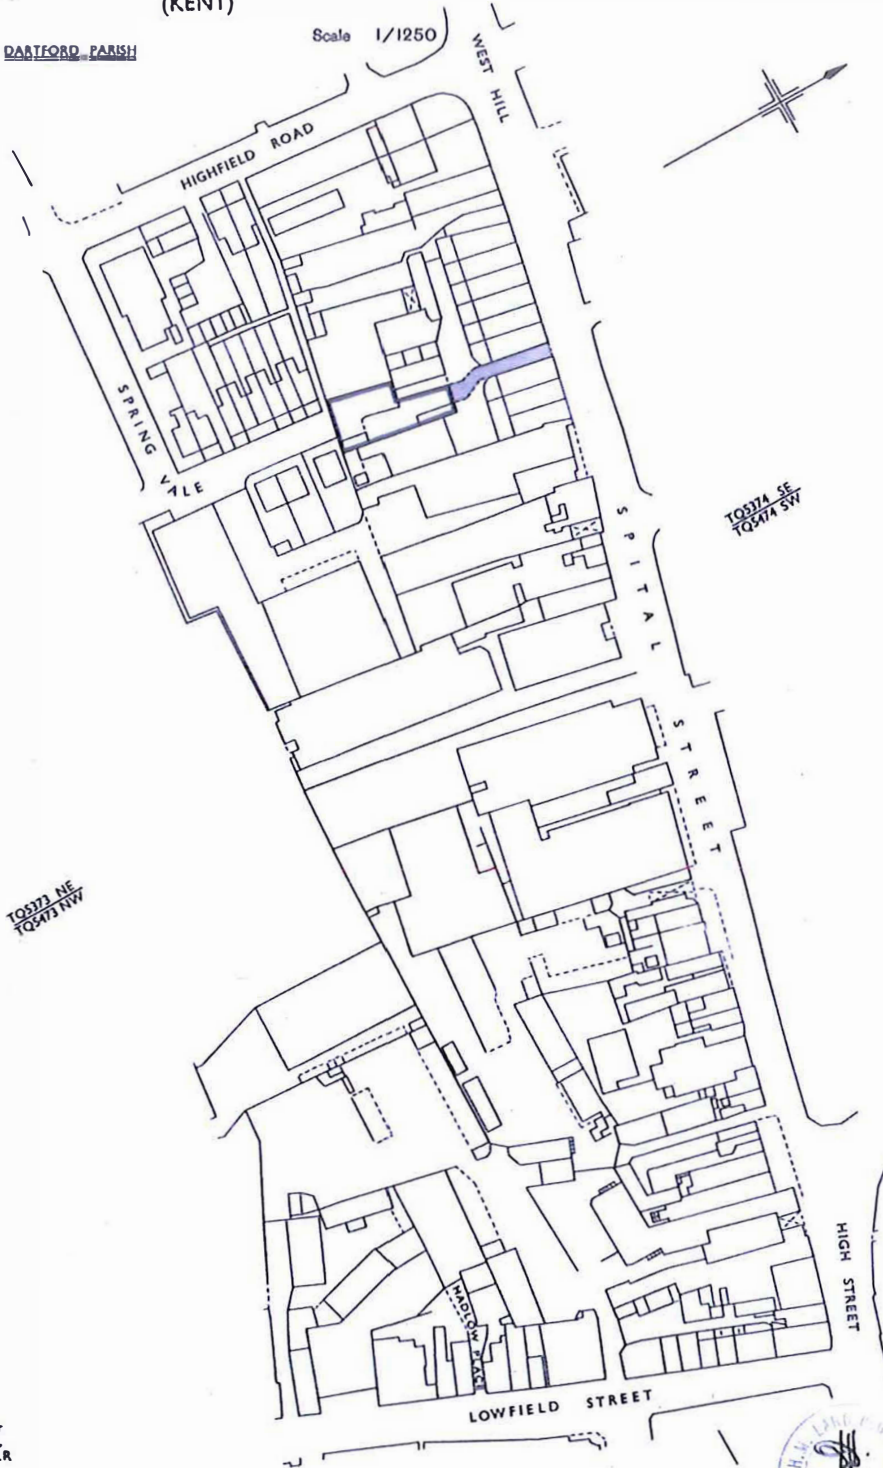 (KENT)
DARTFORD PARISH
Scale 1/1250
WEST HILL
HIGHFIELD ROAD
SPRING VALE
TQ5374 SE
TQ5474 SW
SPITAL STREET
TQ5373 NE
TQ5473 NW
HADLOW PLACE
HIGH STREET
LOWFIELD STREET
H.M. LAND